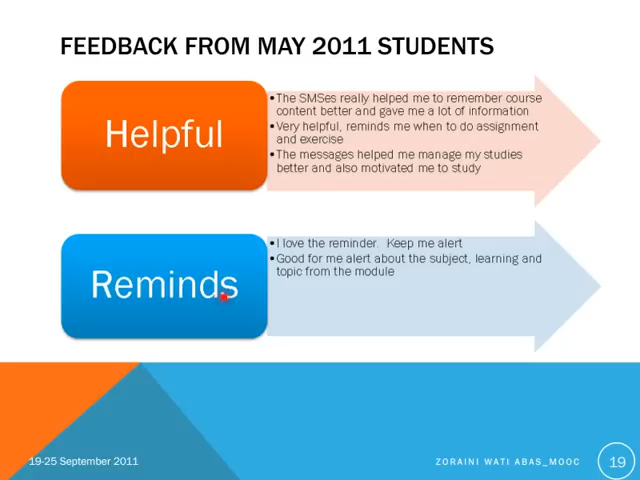 FEEDBACK FROM MAY 2011 STUDENTS
Helpful
•The SMSes really helped me to remember course
content better and gave me a lot of information
•Very helpful, reminds me when to do assignment
and exercise
•The messages helped me manage my studies
better and also motivated me to study
Reminds
•I love the reminder. Keep me alert
•Good for me alert about the subject, learning and
topic from the module
19-25 September 2011
ZORAINI WATI ABAS_MOOC
19